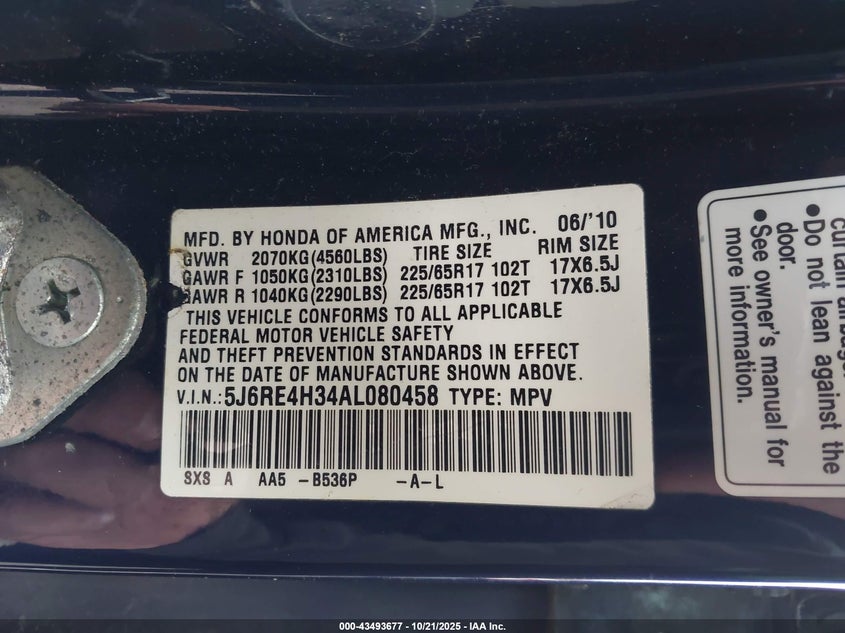 MFD. BY HONDA OF AMERICA MFG., INC. 06/'10
GVWR 2070KG(4560LBS) TIRE SIZE RIM SIZE
GAWR F 1050KG(2310LBS) 225/65R17 102T 17X6.5J
GAWR R 1040KG(2290LBS) 225/65R17 102T 17X6.5J
THIS VEHICLE CONFORMS TO ALL APPLICABLE
FEDERAL MOTOR VEHICLE SAFETY
AND THEFT PREVENTION STANDARDS IN EFFECT
ON THE DATE OF MANUFACTURE SHOWN ABOVE.
V.I.N.:5J6RE4H34AL080458 TYPE: MPV
SXS A AA5 -B536P -A-L
curtain airbag.
•Do not lean against the
door.
•See owner's manual for
more information.
000-43493677 - 10/21/2025 - IAA Inc.